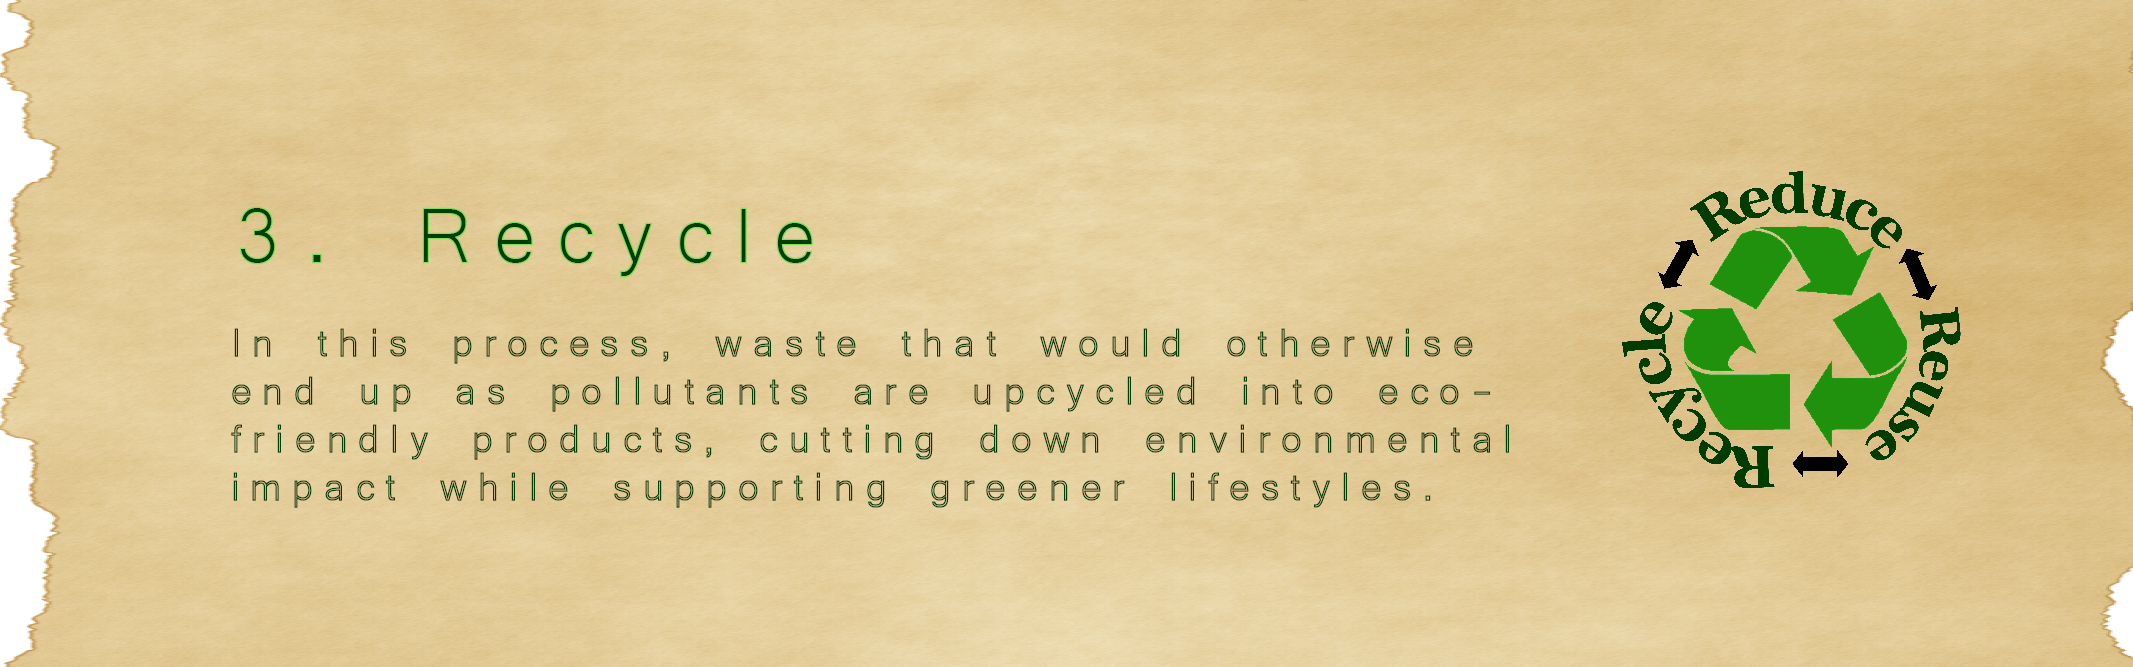 3. Recycle
In this process, waste that would otherwise
end up as pollutants are upcycled into eco-
friendly products, cutting down environmental
impact while supporting greener lifestyles.
Reduce
Reuse
Recycle